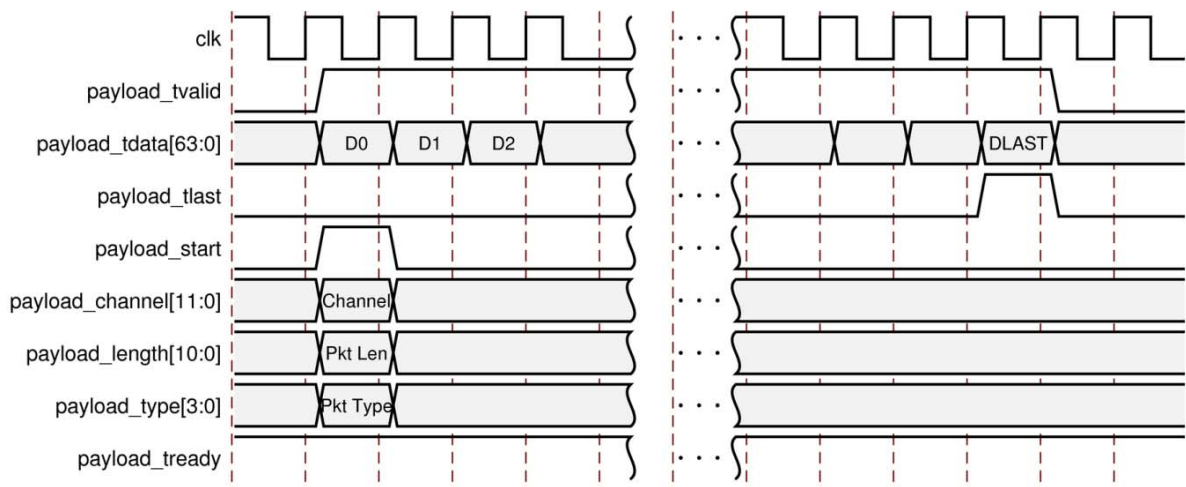 clk
payload_tvalid
payload_tdata[63:0] D0 D1 D2 DLAST
payload_tlast
payload_start
payload_channel[11:0] Channel
payload_length[10:0] Pkt Len
payload_type[3:0] Pkt Type
payload_tready